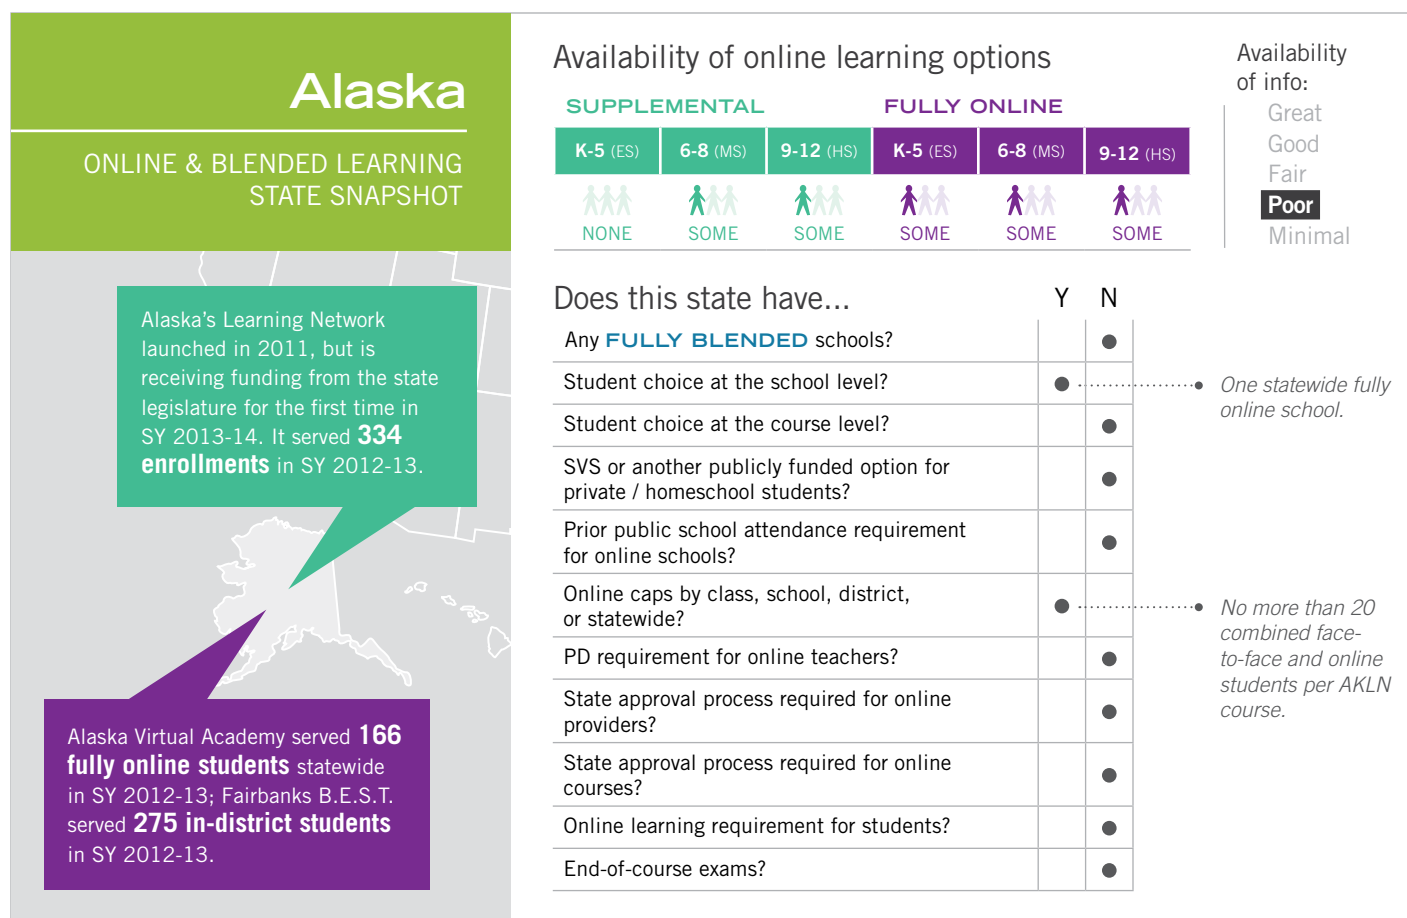 Alaska
ONLINE & BLENDED LEARNING
STATE SNAPSHOT
Alaska's Learning Network
launched in 2011, but is
receiving funding from the state
legislature for the first time in
SY 2013-14. It served 334
enrollments in SY 2012-13.
Alaska Virtual Academy served 166
fully online students statewide
in SY 2012-13; Fairbanks B.E.S.T.
served 275 in-district students
in SY 2012-13.
Availability of online learning options
SUPPLEMENTAL FULLY ONLINE
K-5 (ES) 6-8 (MS) 9-12 (HS) K-5 (ES) 6-8 (MS) 9-12 (HS)
NONE SOME SOME SOME SOME SOME
Availability
of info:
Great
Good
Fair
Poor
Minimal
Does this state have... Y N
Any FULLY BLENDED schools?
Student choice at the school level?
One statewide fully
online school.
Student choice at the course level?
SVS or another publicly funded option for
private / homeschool students?
Prior public school attendance requirement
for online schools?
Online caps by class, school, district,
or statewide?
No more than 20
combined face-
to-face and online
students per AKLN
course.
PD requirement for online teachers?
State approval process required for online
providers?
State approval process required for online
courses?
Online learning requirement for students?
End-of-course exams?